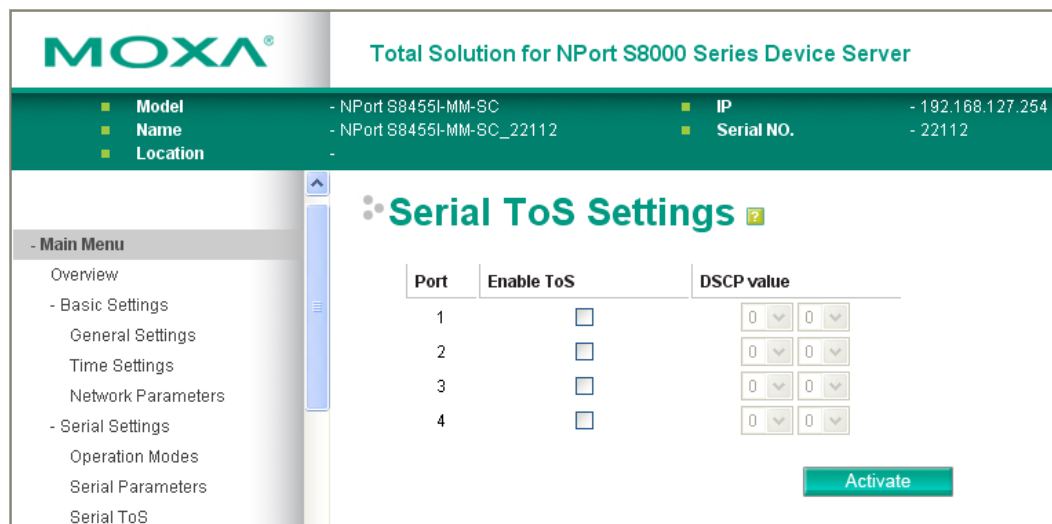 MOXA®
Total Solution for NPort S8000 Series Device Server
Model - NPort S8455I-MM-SC IP - 192.168.127.254
Name - NPort S8455I-MM-SC_22112 Serial NO. - 22112
Location -
- Main Menu
Overview
- Basic Settings
General Settings
Time Settings
Network Parameters
- Serial Settings
Operation Modes
Serial Parameters
Serial ToS
Serial ToS Settings ?
Port Enable ToS DSCP value
1 0 0
2 0 0
3 0 0
4 0 0
Activate